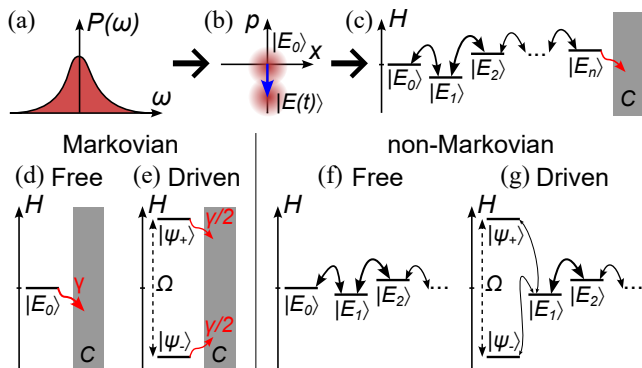 (a)
P(ω)
ω
(b)
p
|E₀⟩
x
|E(t)⟩
(c)
H
|E₀⟩
|E₁⟩
|E₂⟩
...
|Eₙ⟩
C
Markovian
non-Markovian
(d) Free
H
γ
|E₀⟩
C
(e) Driven
H
|ψ₊⟩
γ/2
Ω
γ/2
|ψ₋⟩
C
(f) Free
H
|E₀⟩
|E₁⟩
|E₂⟩
...
(g) Driven
H
|ψ₊⟩
Ω
|E₁⟩
|E₂⟩
...
|ψ₋⟩